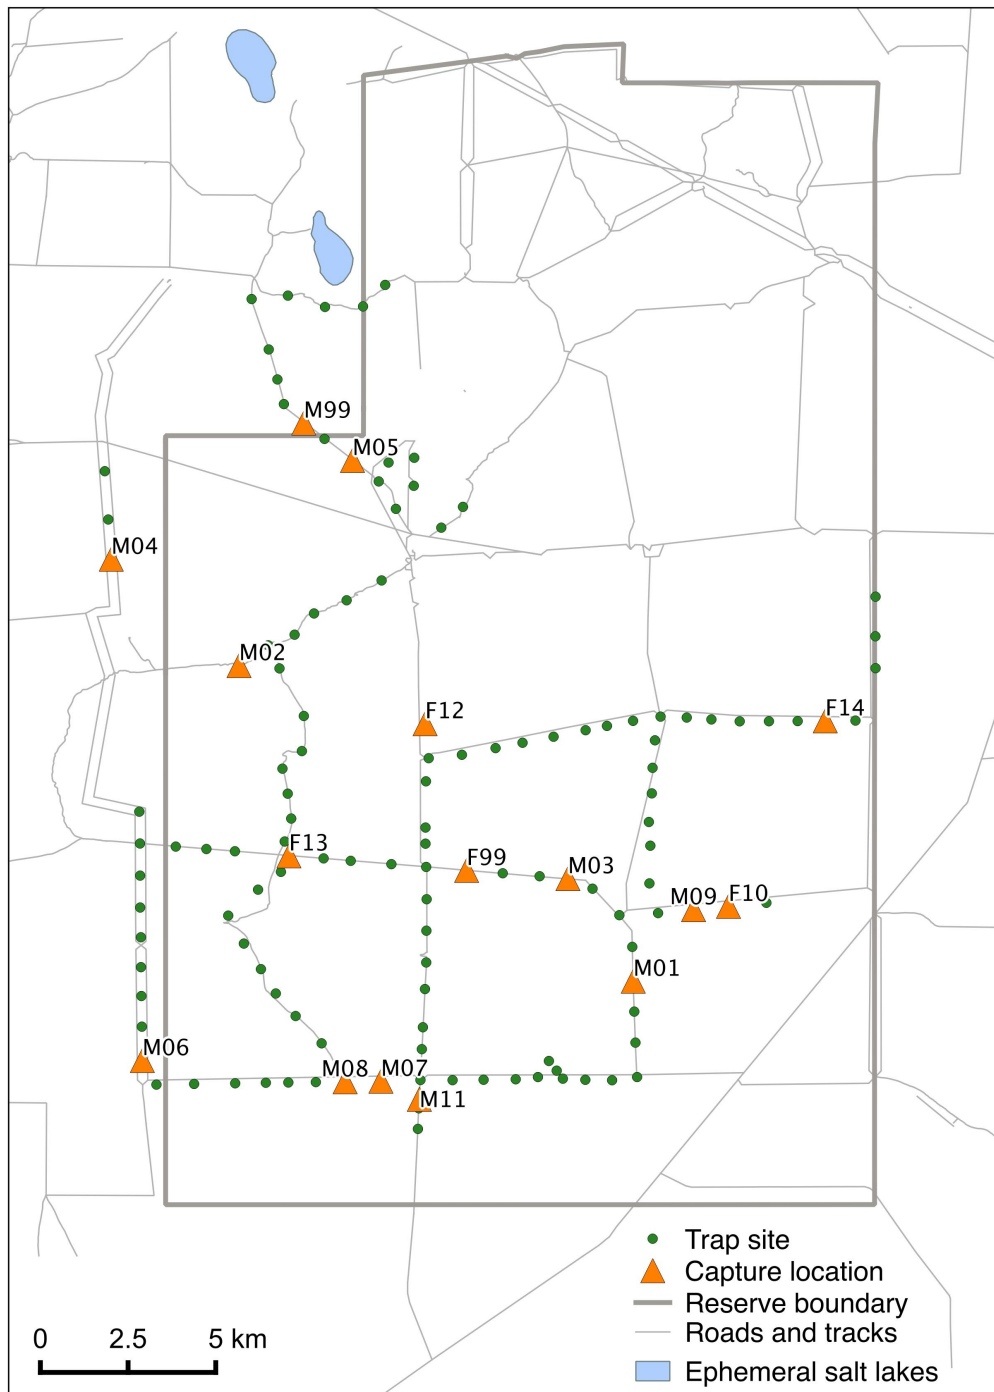 M99
M05
M04
M02
F12
F14
F13
F99
M03
M09
F10
M01
M06
M08
M07
M11
Trap site
Capture location
Reserve boundary
Roads and tracks
Ephemeral salt lakes
0 2.5 5 km